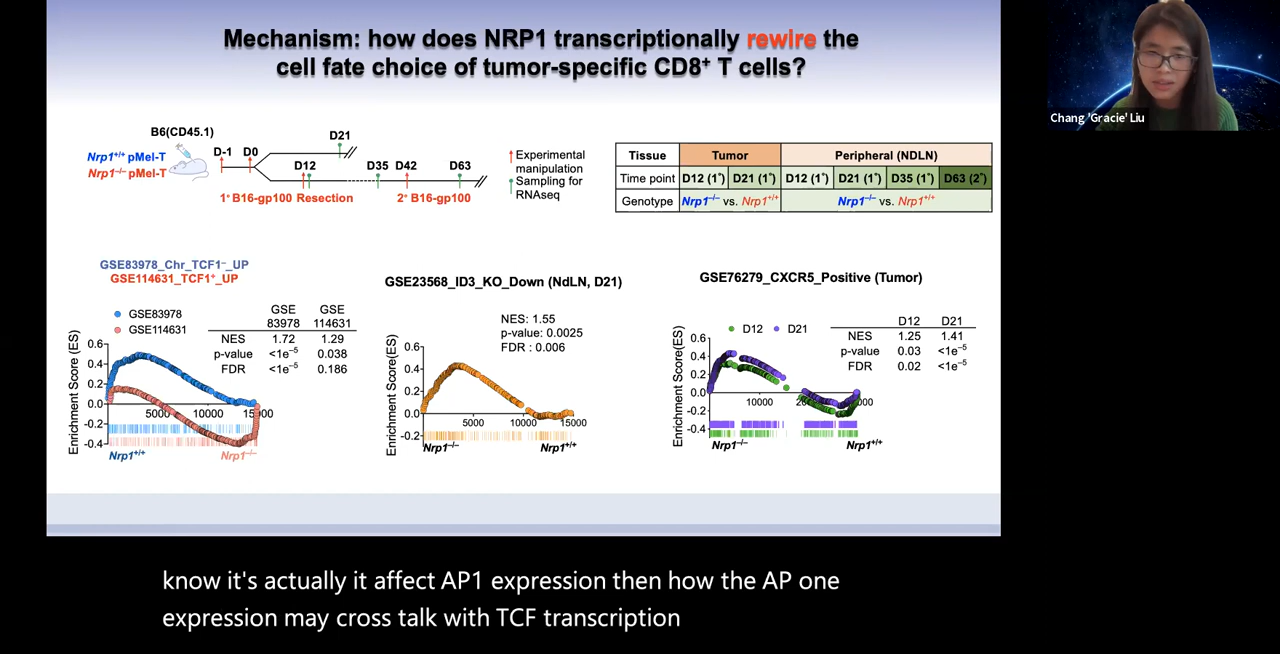 Mechanism: how does NRP1 transcriptionally rewire the
cell fate choice of tumor-specific CD8⁺ T cells?
Chang 'Gracie' Liu
B6(CD45.1)
Nrp1⁺/⁺ pMel-T
Nrp1⁻/⁻ pMel-T
D-1 D0 D21
D12 D35 D42 D63
1° B16-gp100 Resection 2° B16-gp100
Experimental
manipulation
Sampling for
RNAseq
Tissue Tumor Peripheral (NDLN)
Time point D12 (1°) D21 (1°) D12 (1°) D21 (1°) D35 (1°) D63 (2°)
Genotype Nrp1⁻/⁻ vs. Nrp1⁺/⁺ Nrp1⁻/⁻ vs. Nrp1⁺/⁺
GSE83978_Chr_TCF1⁻_UP
GSE114631_TCF1⁺_UP
GSE83978
GSE114631
GSE GSE
83978 114631
NES 1.72 1.29
p-value <1e⁻⁵ 0.038
FDR <1e⁻⁵ 0.186
Enrichment Score (ES)
0.6
0.4
0.2
0.0
-0.2
-0.4
5000 10000 15000
Nrp1⁺/⁺ Nrp1⁻/⁻
GSE23568_ID3_KO_Down (NdLN, D21)
NES: 1.55
p-value: 0.0025
FDR : 0.006
Enrichment Score(ES)
0.6
0.4
0.2
0.0
-0.2
5000 10000 15000
Nrp1⁻/⁻ Nrp1⁺/⁺
GSE76279_CXCR5_Positive (Tumor)
D12 D21
D12 D21
NES 1.25 1.41
p-value 0.03 <1e⁻⁵
FDR 0.02 <1e⁻⁵
Enrichment Score(ES)
0.6
0.4
0.2
0.0
-0.2
-0.4
10000
Nrp1⁻/⁻ Nrp1⁺/⁺
know it's actually it affect AP1 expression then how the AP one
expression may cross talk with TCF transcription